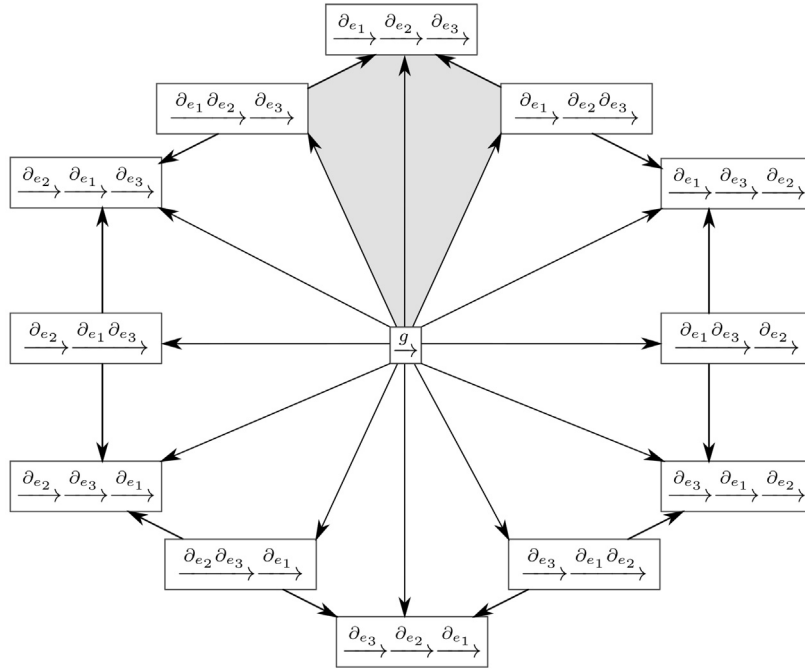 ∂e₁ ∂e₂ ∂e₃
∂e₁∂e₂ ∂e₃
∂e₁ ∂e₂∂e₃
∂e₂ ∂e₁ ∂e₃
∂e₁ ∂e₃ ∂e₂
∂e₂ ∂e₁∂e₃
g
∂e₁∂e₃ ∂e₂
∂e₂ ∂e₃ ∂e₁
∂e₃ ∂e₁ ∂e₂
∂e₂∂e₃ ∂e₁
∂e₃ ∂e₁∂e₂
∂e₃ ∂e₂ ∂e₁